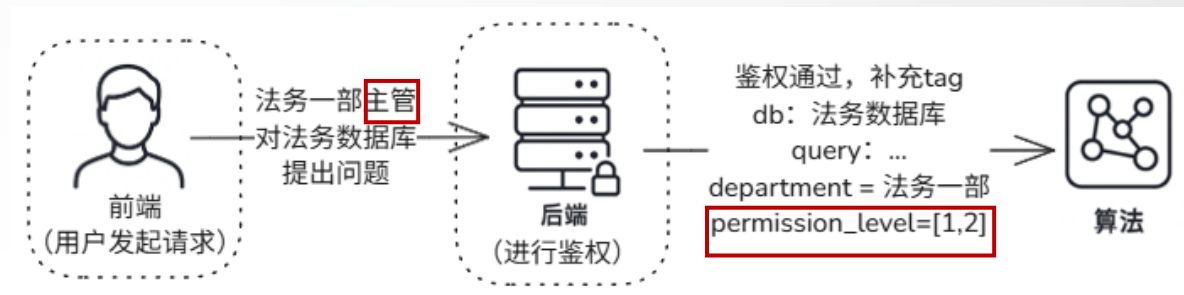 前端
（用户发起请求）
法务一部主管
对法务数据库
提出问题
后端
（进行鉴权）
鉴权通过，补充tag
db：法务数据库
query：...
department = 法务一部
permission_level=[1,2]
算法